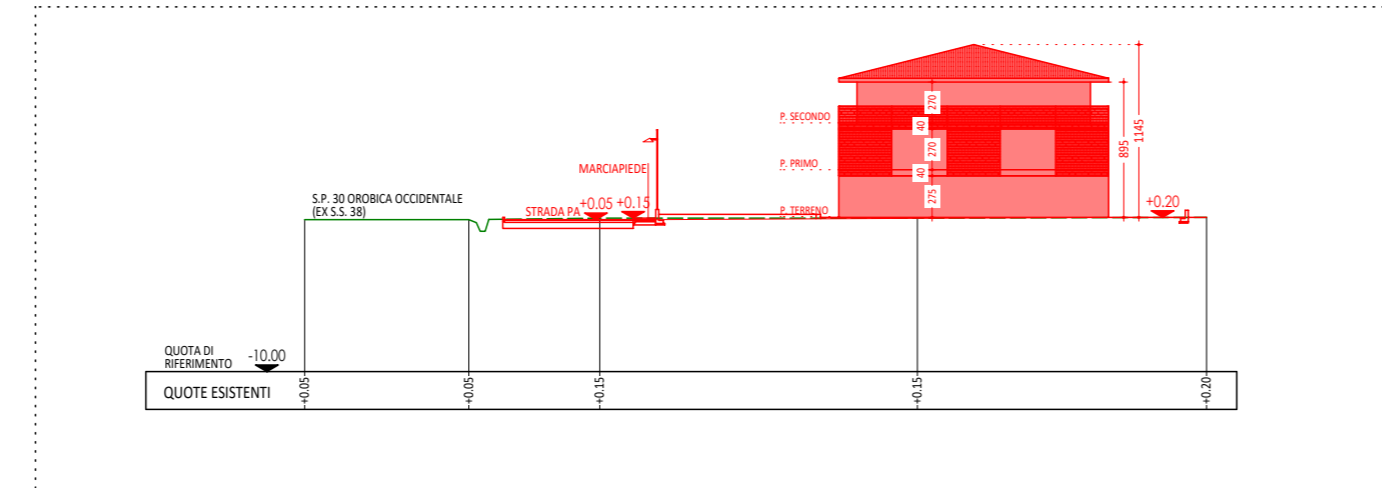 270
P. SECONDO
40
1145
895
270
P. PRIMO
MARCIAPIEDE
40
275
S.P. 30 OROBICA OCCIDENTALE
(EX S.S. 38)
STRADA PA
+0.05
+0.15
P. TERRENO
+0.20
QUOTA DI
RIFERIMENTO
-10.00
QUOTE ESISTENTI
+0.05
+0.05
+0.15
+0.15
+0.20